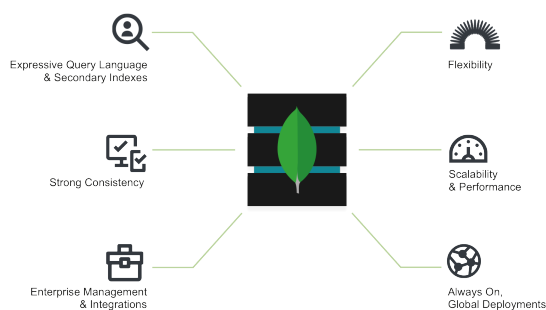 Expressive Query Language
& Secondary Indexes
Flexibility
Strong Consistency
Scalability
& Performance
Enterprise Management
& Integrations
Always On,
Global Deployments